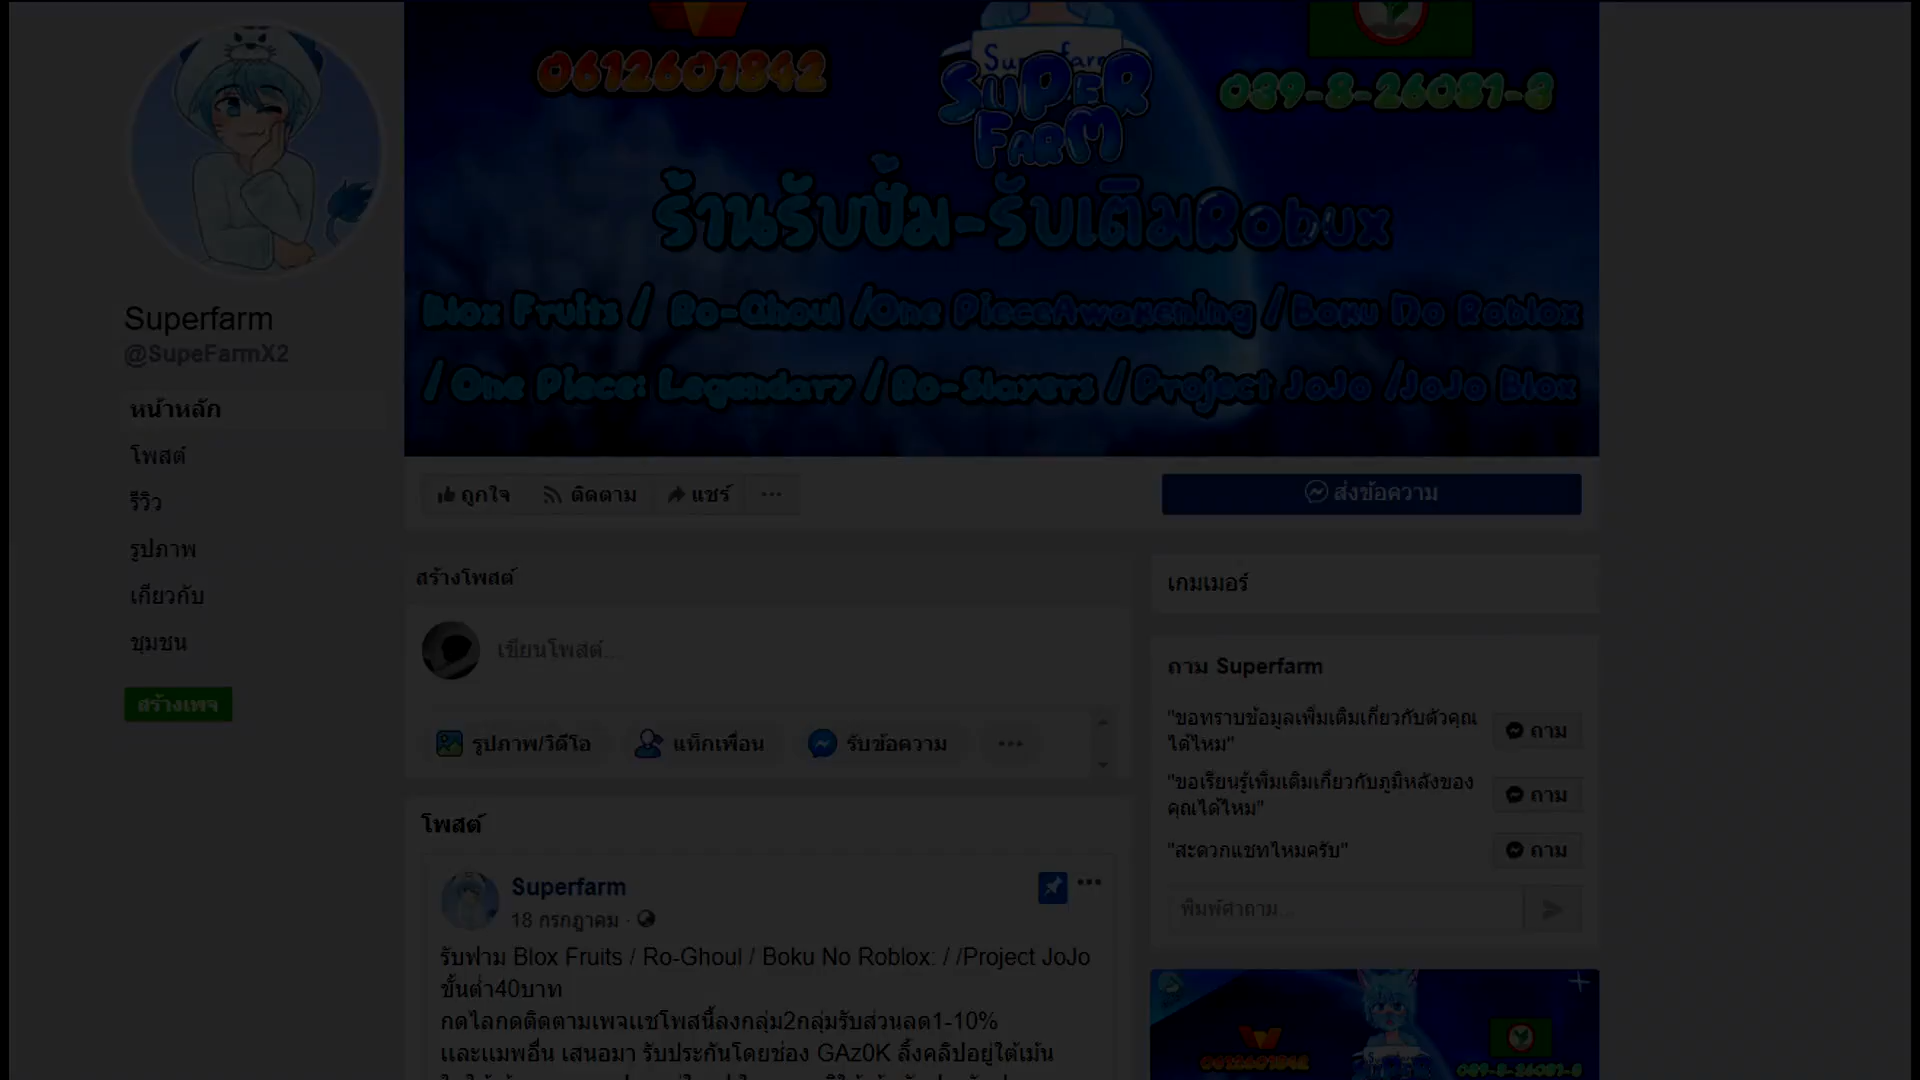 0612601842
Superfarm
SUPER FARM
039-8-26081-8
ร้านรับปั๊ม-รับเติมRobux
Blox Fruits / Ro-Ghoul /One PieceAwakening / Boku No Roblox
/ One Piece: Legendary / Ro-Slayers / Project JoJo /JoJo Blox
Superfarm
@SupeFarmX2
หน้าหลัก
โพสต์
รีวิว
รูปภาพ
เกี่ยวกับ
ชุมชน
สร้างเพจ
ถูกใจ
ติดตาม
แชร์
ส่งข้อความ
สร้างโพสต์
เขียนโพสต์...
รูปภาพ/วิดีโอ
แท็กเพื่อน
รับข้อความ
โพสต์
Superfarm
18 กรกฎาคม ·
รับฟาม Blox Fruits / Ro-Ghoul / Boku No Roblox: / /Project JoJo
ขั้นต่ำ40บาท
กดไลกดติดตามเพจแชโพสนี้ลงกลุ่ม2กลุ่มรับส่วนลด1-10%
และแมพอื่น เสนอมา รับประกันโดยช่อง GAz0K ลิ้งคลิปอยู่ใต้เม้น
เกมเมอร์
ถาม Superfarm
"ขอทราบข้อมูลเพิ่มเติมเกี่ยวกับตัวคุณ
ได้ไหม"
ถาม
"ขอเรียนรู้เพิ่มเติมเกี่ยวกับภูมิหลังของ
คุณได้ไหม"
ถาม
"สะดวกแชทไหมครับ"
ถาม
พิมพ์คำถาม...
0612601842
039-8-26081-8